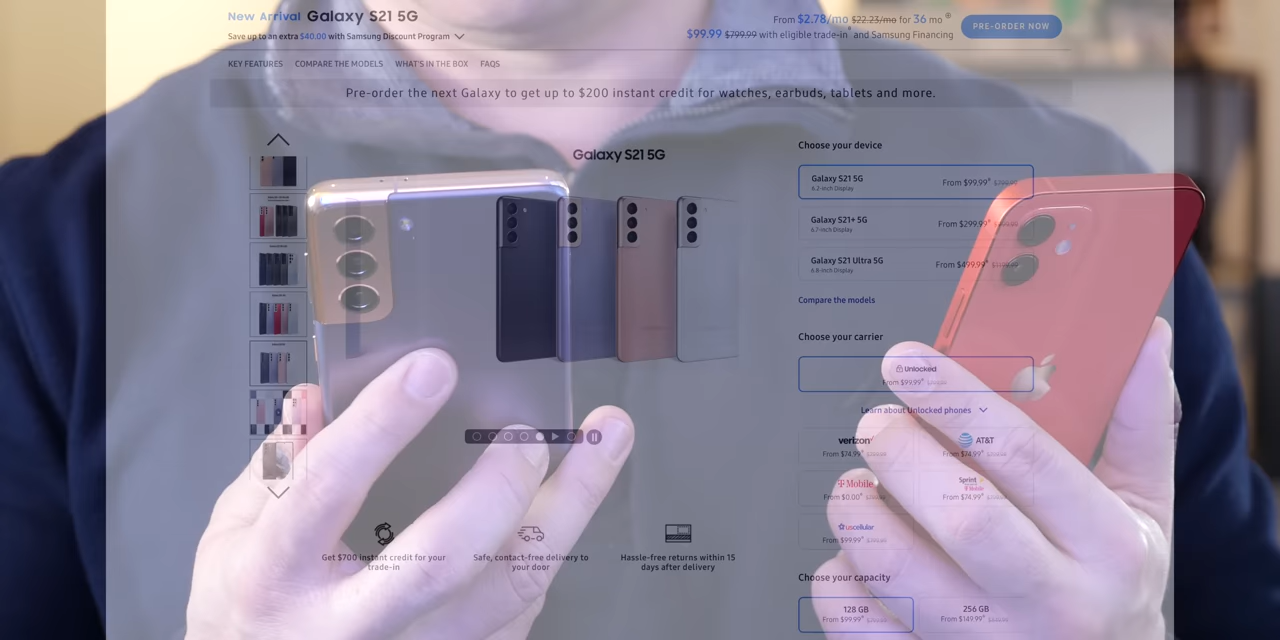 New Arrival Galaxy S21 5G
From $2.78/mo $22.23/mo for 36 mo
Save up to an extra $40.00 with Samsung Discount Program
$99.99 $799.99 with eligible trade-in and Samsung Financing
PRE-ORDER NOW
KEY FEATURES COMPARE THE MODELS WHAT'S IN THE BOX FAQS
Pre-order the next Galaxy to get up to $200 instant credit for watches, earbuds, tablets and more.
Galaxy S21 5G
Choose your device
Galaxy S21 5G From $99.99
6.2-inch Display
Galaxy S21+ 5G From $299.99
6.7-inch Display
Galaxy S21 Ultra 5G From $499.99
6.8-inch Display
Compare the models
Choose your carrier
Unlocked
From $99.99
Learn about Unlocked phones
verizon AT&T
From $74.99 From $74.99
T Mobile Sprint
From $0.00 From $74.99
uscellular
From $99.99
Get $700 instant credit for your
trade-in
Safe, contact-free delivery to
your door
Hassle-free returns within 15
days after delivery
Choose your capacity
128 GB 256 GB
From $99.99 From $149.99